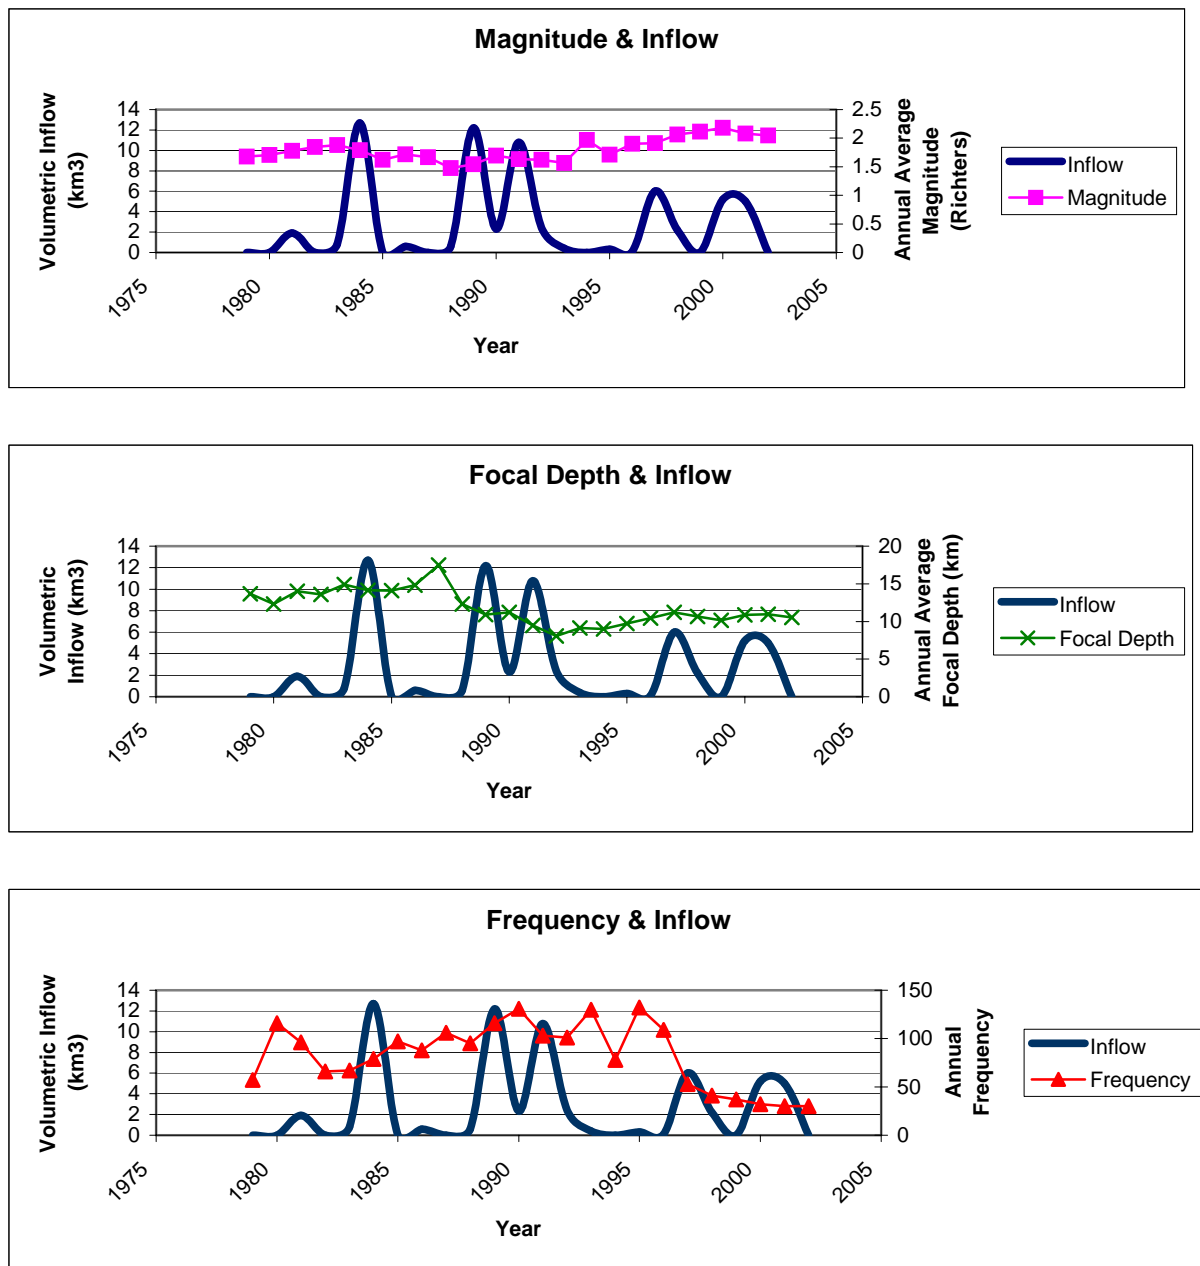 Magnitude & Inflow
Volumetric Inflow
(km3)
14
12
10
8
6
4
2
0
2.5
2
1.5
1
0.5
0
Annual Average
Magnitude
(Richters)
1975
1980
1985
1990
1995
2000
2005
Year
Inflow
Magnitude
Focal Depth & Inflow
Volumetric
Inflow (km3)
14
12
10
8
6
4
2
0
20
15
10
5
0
Annual Average
Focal Depth (km)
1975
1980
1985
1990
1995
2000
2005
Year
Inflow
Focal Depth
Frequency & Inflow
Volumetric Inflow
(km3)
14
12
10
8
6
4
2
0
150
100
50
0
Annual
Frequency
1975
1980
1985
1990
1995
2000
2005
Year
Inflow
Frequency